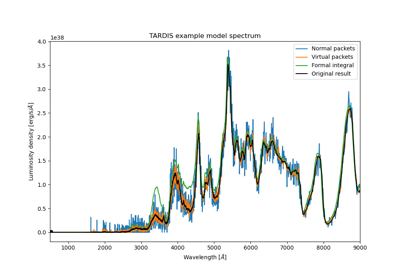 TARDIS example model spectrum
1e38
4.0
3.5
3.0
2.5
2.0
1.5
1.0
0.5
0.0
Luminosity density [erg/s/Å]
Normal packets
Virtual packets
Formal integral
Original result
1000 2000 3000 4000 5000 6000 7000 8000 9000
Wavelength [Å]